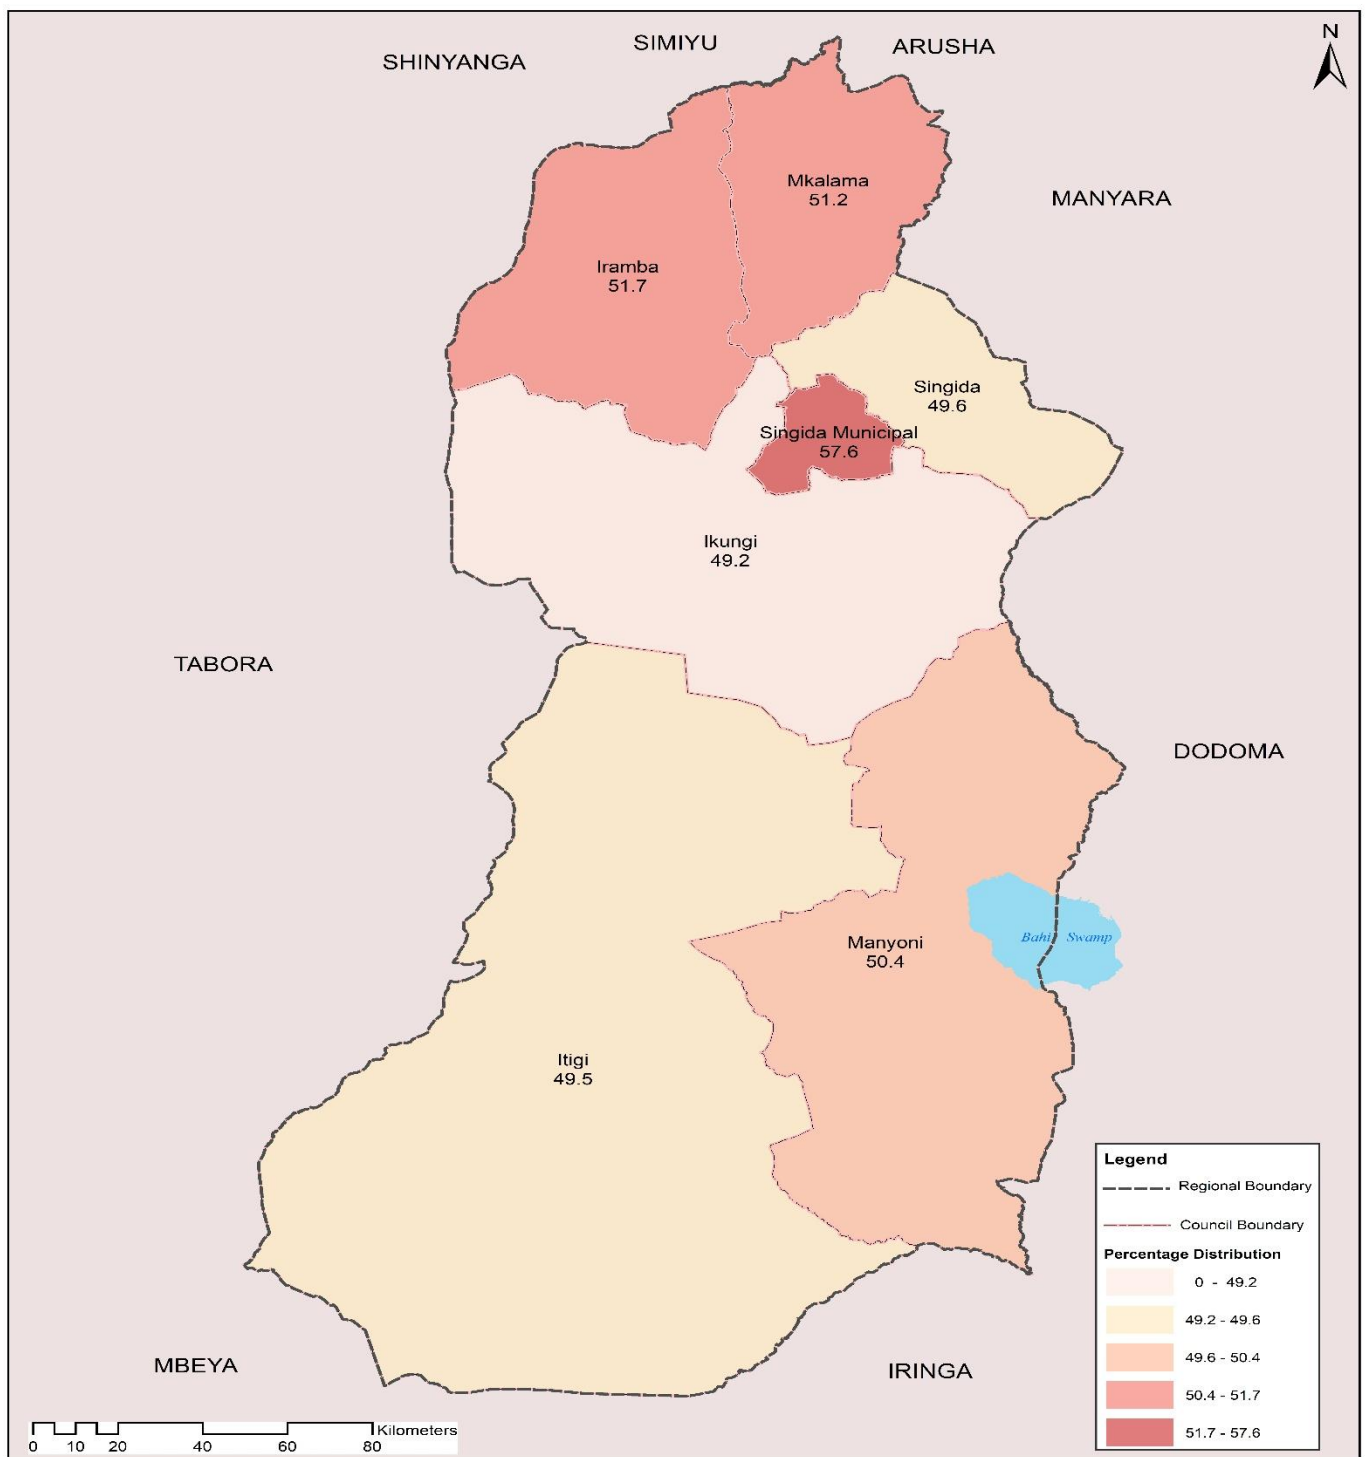 N
SIMIYU
ARUSHA
SHINYANGA
Mkalama
51.2
MANYARA
Iramba
51.7
Singida
49.6
Singida Municipal
57.6
Ikungi
49.2
TABORA
DODOMA
Bahi Swamp
Manyoni
50.4
Itigi
49.5
MBEYA
IRINGA
Kilometers
0 10 20 40 60 80
Legend
Regional Boundary
Council Boundary
Percentage Distribution
0 - 49.2
49.2 - 49.6
49.6 - 50.4
50.4 - 51.7
51.7 - 57.6